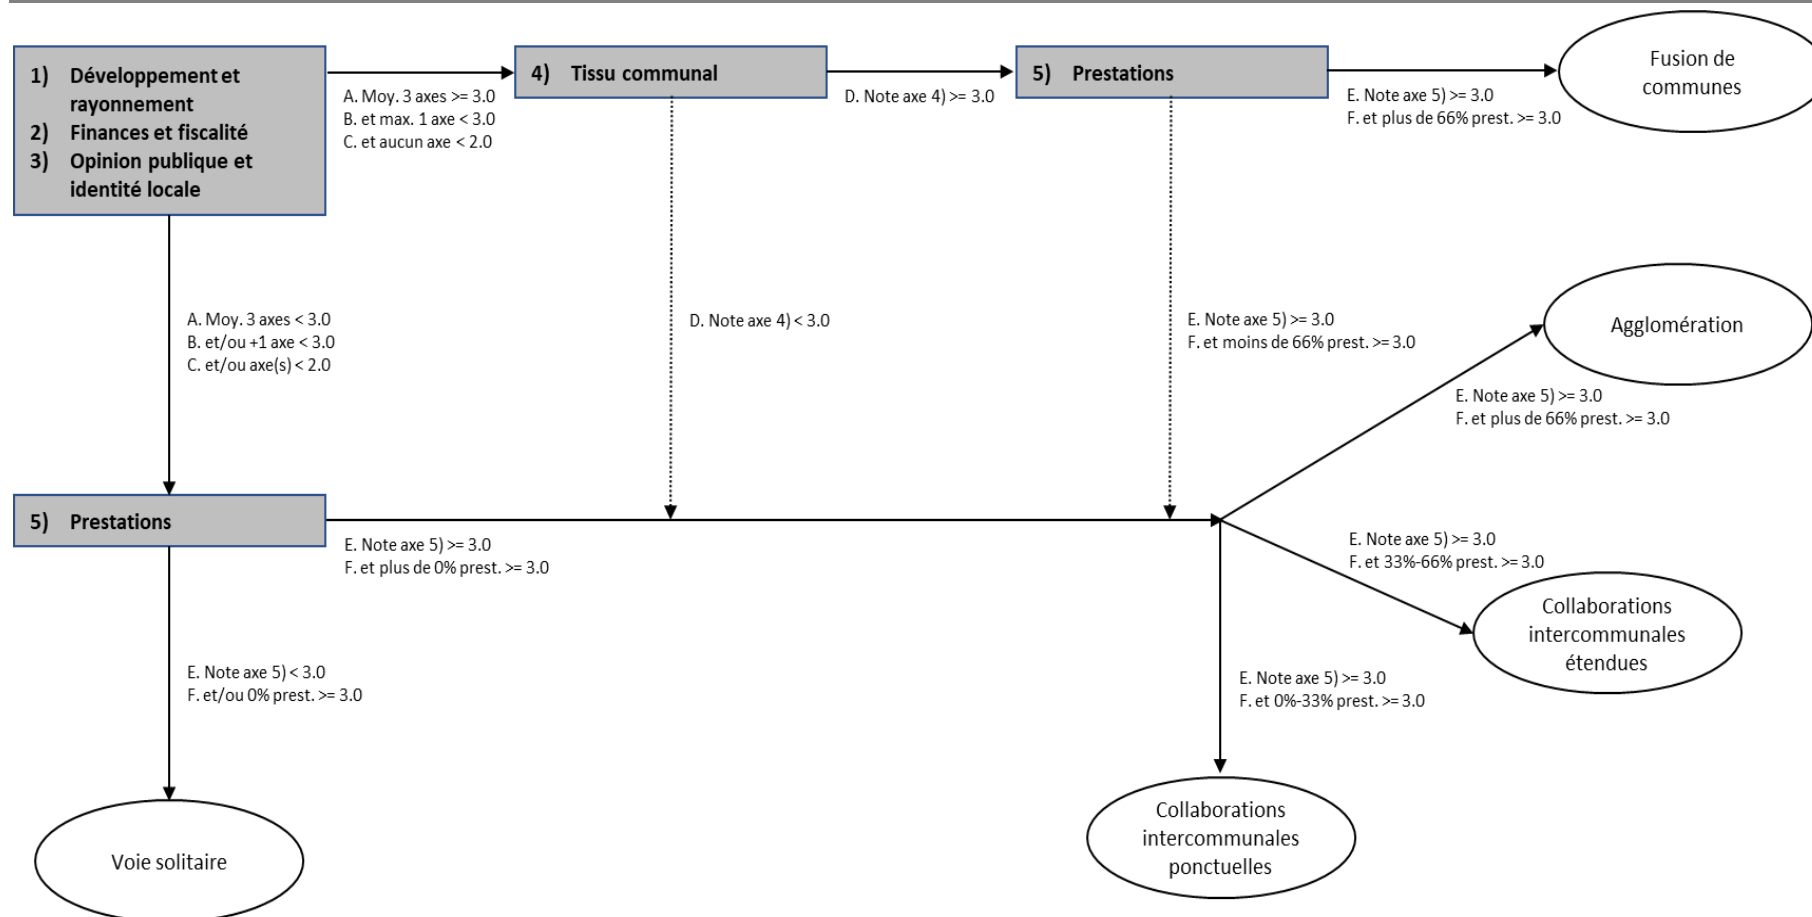 1) Développement et
rayonnement
2) Finances et fiscalité
3) Opinion publique et
identité locale
A. Moy. 3 axes >= 3.0
B. et max. 1 axe < 3.0
C. et aucun axe < 2.0
4) Tissu communal
D. Note axe 4) >= 3.0
5) Prestations
E. Note axe 5) >= 3.0
F. et plus de 66% prest. >= 3.0
Fusion de
communes
A. Moy. 3 axes < 3.0
B. et/ou +1 axe < 3.0
C. et/ou axe(s) < 2.0
D. Note axe 4) < 3.0
E. Note axe 5) >= 3.0
F. et moins de 66% prest. >= 3.0
Agglomération
E. Note axe 5) >= 3.0
F. et plus de 66% prest. >= 3.0
5) Prestations
E. Note axe 5) >= 3.0
F. et plus de 0% prest. >= 3.0
E. Note axe 5) >= 3.0
F. et 33%-66% prest. >= 3.0
Collaborations
intercommunales
étendues
E. Note axe 5) < 3.0
F. et/ou 0% prest. >= 3.0
E. Note axe 5) >= 3.0
F. et 0%-33% prest. >= 3.0
Voie solitaire
Collaborations
intercommunales
ponctuelles